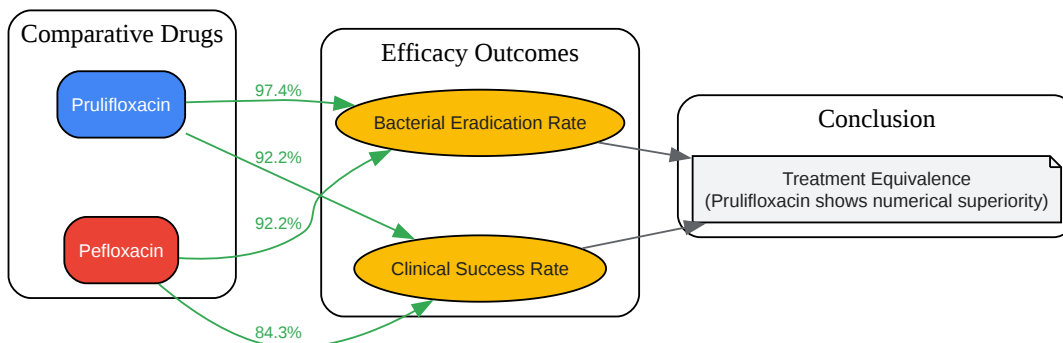 Comparative Drugs
Prulifloxacin
Pefloxacin
97.4%
92.2%
92.2%
84.3%
Efficacy Outcomes
Bacterial Eradication Rate
Clinical Success Rate
Conclusion
Treatment Equivalence
(Prulifloxacin shows numerical superiority)